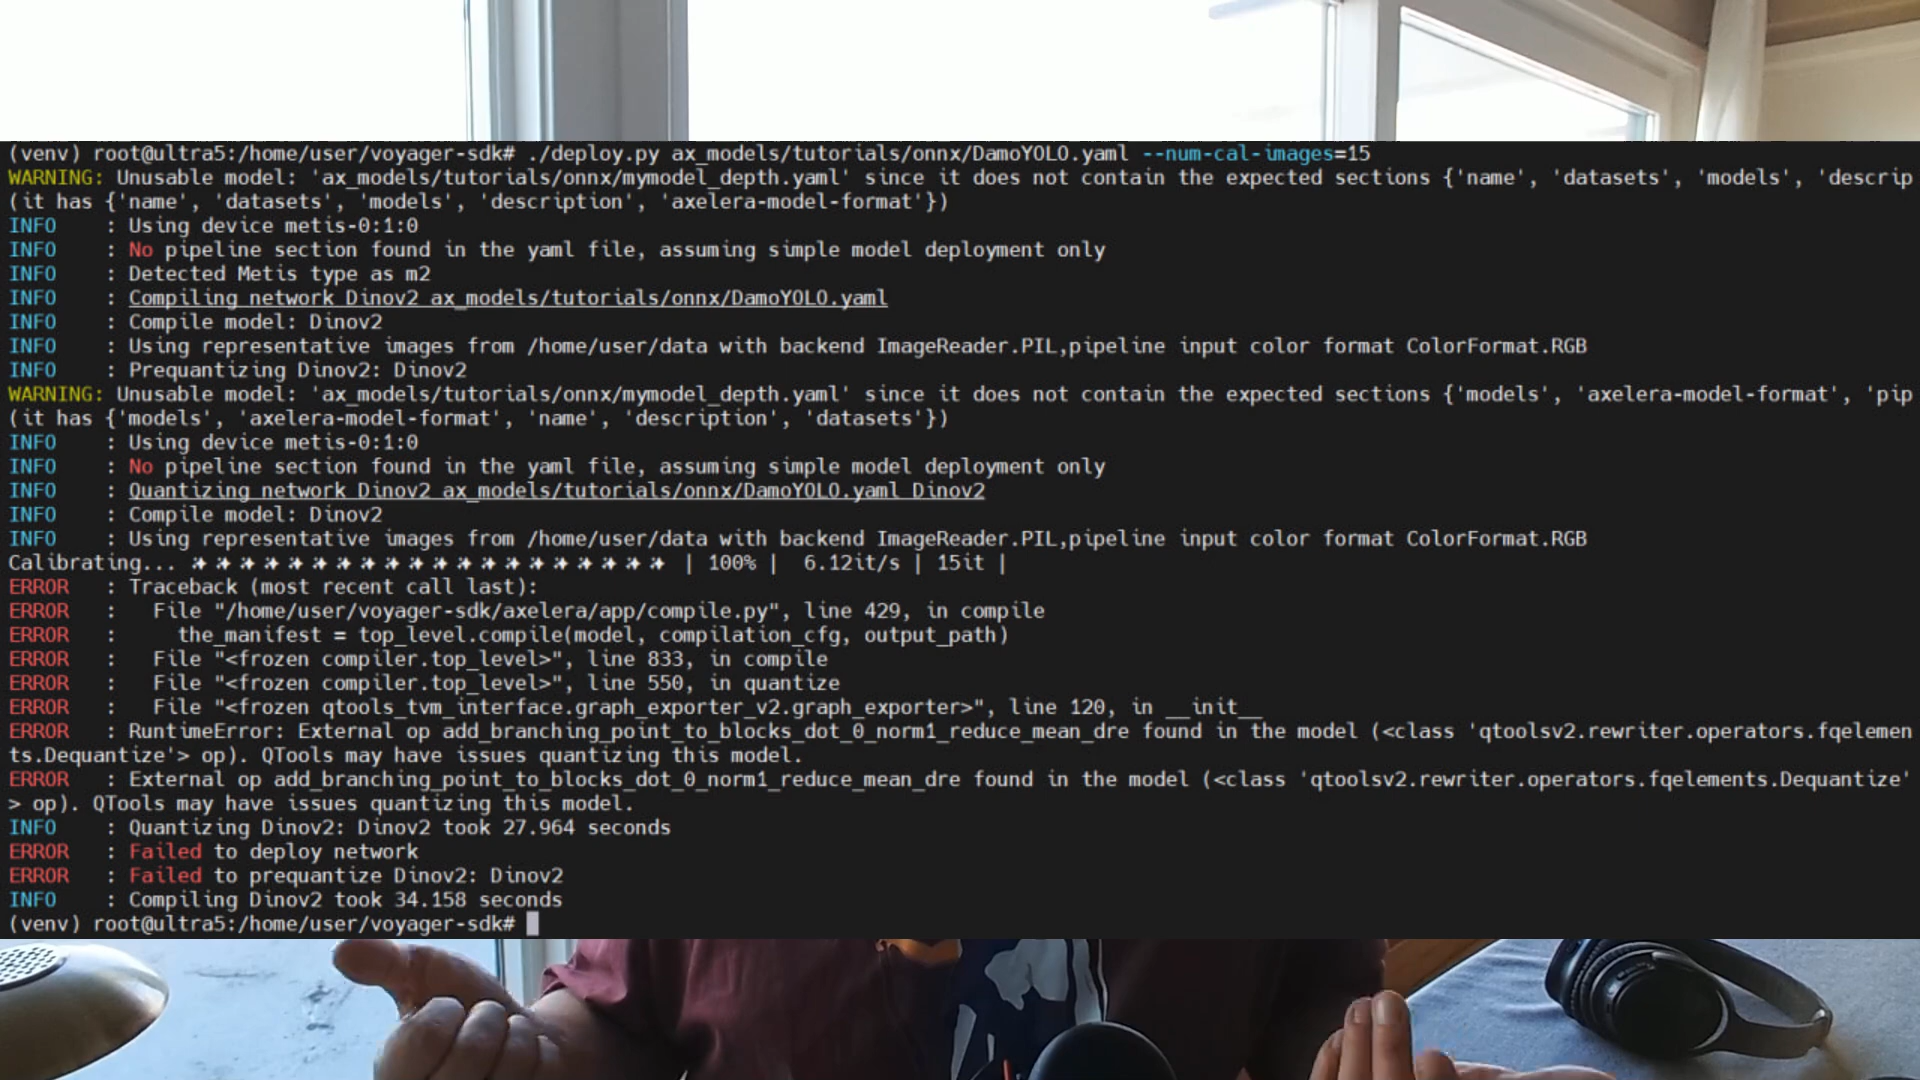 (venv) root@ultra5:/home/user/voyager-sdk# ./deploy.py ax_models/tutorials/onnx/DamoYOLO.yaml --num-cal-images=15
WARNING: Unusable model: 'ax_models/tutorials/onnx/mymodel_depth.yaml' since it does not contain the expected sections {'name', 'datasets', 'models', 'descrip
(it has {'name', 'datasets', 'models', 'description', 'axelera-model-format'})
INFO    : Using device metis-0:1:0
INFO    : No pipeline section found in the yaml file, assuming simple model deployment only
INFO    : Detected Metis type as m2
INFO    : Compiling network Dinov2 ax_models/tutorials/onnx/DamoYOLO.yaml
INFO    : Compile model: Dinov2
INFO    : Using representative images from /home/user/data with backend ImageReader.PIL,pipeline input color format ColorFormat.RGB
INFO    : Prequantizing Dinov2: Dinov2
WARNING: Unusable model: 'ax_models/tutorials/onnx/mymodel_depth.yaml' since it does not contain the expected sections {'models', 'axelera-model-format', 'pip
(it has {'models', 'axelera-model-format', 'name', 'description', 'datasets'})
INFO    : Using device metis-0:1:0
INFO    : No pipeline section found in the yaml file, assuming simple model deployment only
INFO    : Quantizing network Dinov2 ax_models/tutorials/onnx/DamoYOLO.yaml Dinov2
INFO    : Compile model: Dinov2
INFO    : Using representative images from /home/user/data with backend ImageReader.PIL,pipeline input color format ColorFormat.RGB
Calibrating... ✨✨✨✨✨✨✨✨✨✨✨✨✨✨✨✨✨✨✨✨ | 100% |  6.12it/s | 15it |
ERROR   : Traceback (most recent call last):
ERROR   :   File "/home/user/voyager-sdk/axelera/app/compile.py", line 429, in compile
ERROR   :     the_manifest = top_level.compile(model, compilation_cfg, output_path)
ERROR   :   File "<frozen compiler.top_level>", line 833, in compile
ERROR   :   File "<frozen compiler.top_level>", line 550, in quantize
ERROR   :   File "<frozen qtools_tvm_interface.graph_exporter_v2.graph_exporter>", line 120, in __init__
ERROR   : RuntimeError: External op add_branching_point_to_blocks_dot_0_norm1_reduce_mean_dre found in the model (<class 'qtoolsv2.rewriter.operators.fqelemen
ts.Dequantize'> op). QTools may have issues quantizing this model.
ERROR   : External op add_branching_point_to_blocks_dot_0_norm1_reduce_mean_dre found in the model (<class 'qtoolsv2.rewriter.operators.fqelements.Dequantize'
> op). QTools may have issues quantizing this model.
INFO    : Quantizing Dinov2: Dinov2 took 27.964 seconds
ERROR   : Failed to deploy network
ERROR   : Failed to prequantize Dinov2: Dinov2
INFO    : Compiling Dinov2 took 34.158 seconds
(venv) root@ultra5:/home/user/voyager-sdk#